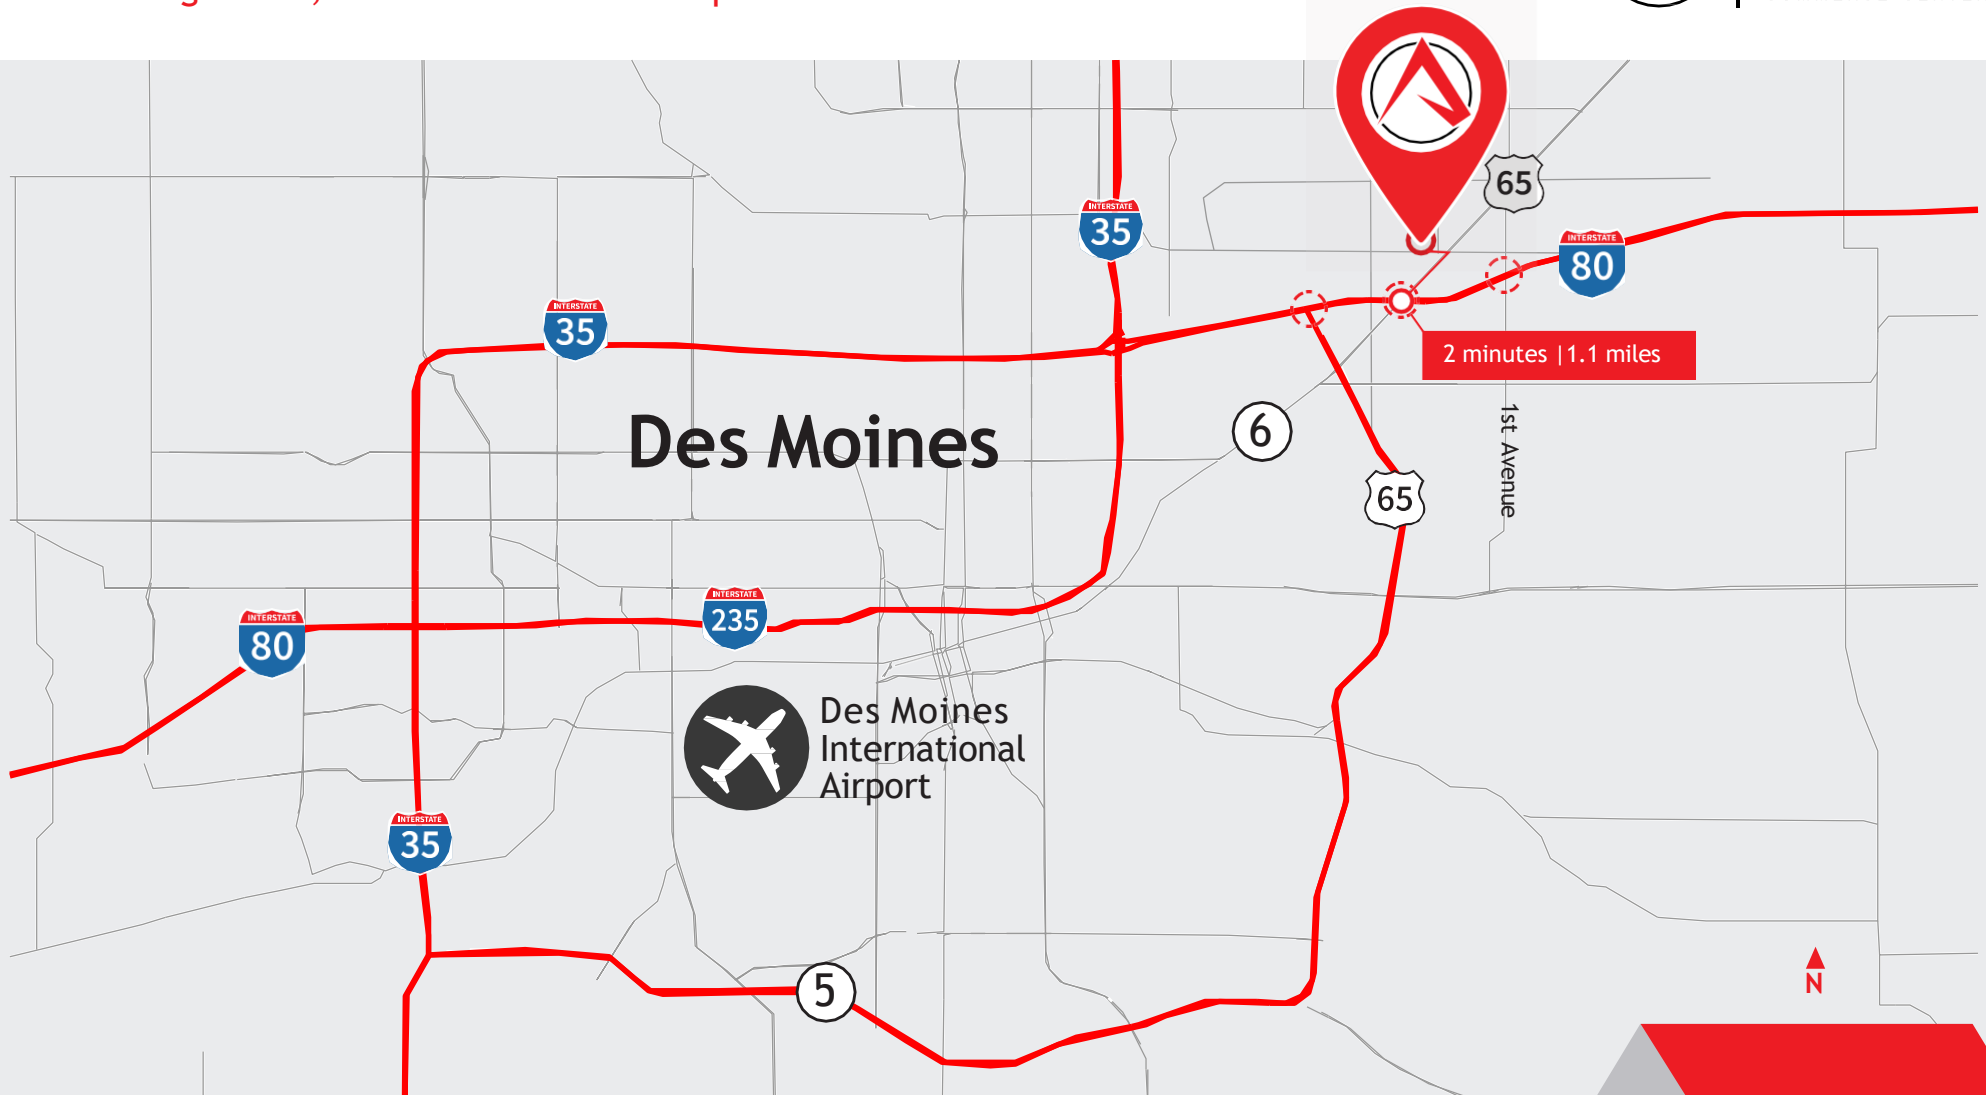 65
INTERSTATE
35
INTERSTATE
80
INTERSTATE
35
2 minutes |1.1 miles
Des Moines
6
1st Avenue
65
INTERSTATE
235
INTERSTATE
80
Des Moines
International
Airport
INTERSTATE
35
5
N